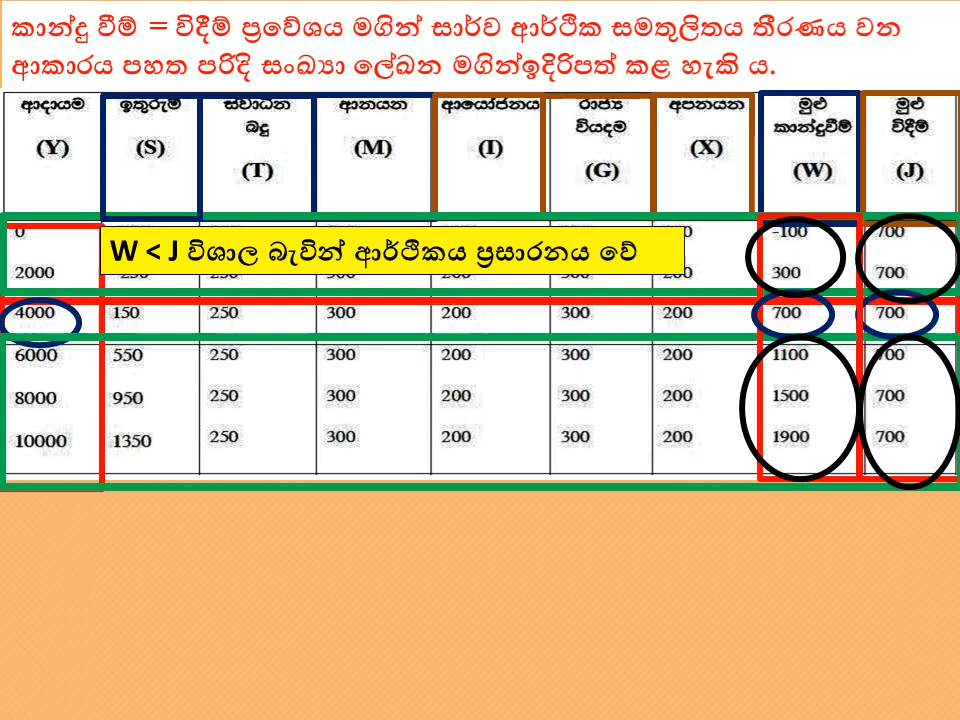 කාන්දු වීම් = විදීම් ප්‍රවේශය මගින් සාර්ව ආර්ථික සමතුලිතය තීරණය වන
ආකාරය පහත පරිදි සංඛ්‍යා ලේඛන මගින්ඉදිරිපත් කළ හැකි ය.
ආදායම ඉතුරුම් ස්වාධීන ආනයන ආයෝජනය රාජ්‍ය අපනයන මුළු මුළු
බදු වියදම කාන්දුවීම් විදීම්
(Y) (S) (T) (M) (I) (G) (X) (W) (J)
0 -100 700
W < J විශාල බැවින් ආර්ථිකය ප්‍රසාරනය වේ
2000 300 700
4000 150 250 300 200 300 200 700 700
6000 550 250 300 200 300 200 1100 700
8000 950 250 300 200 300 200 1500 700
10000 1350 250 300 200 300 200 1900 700